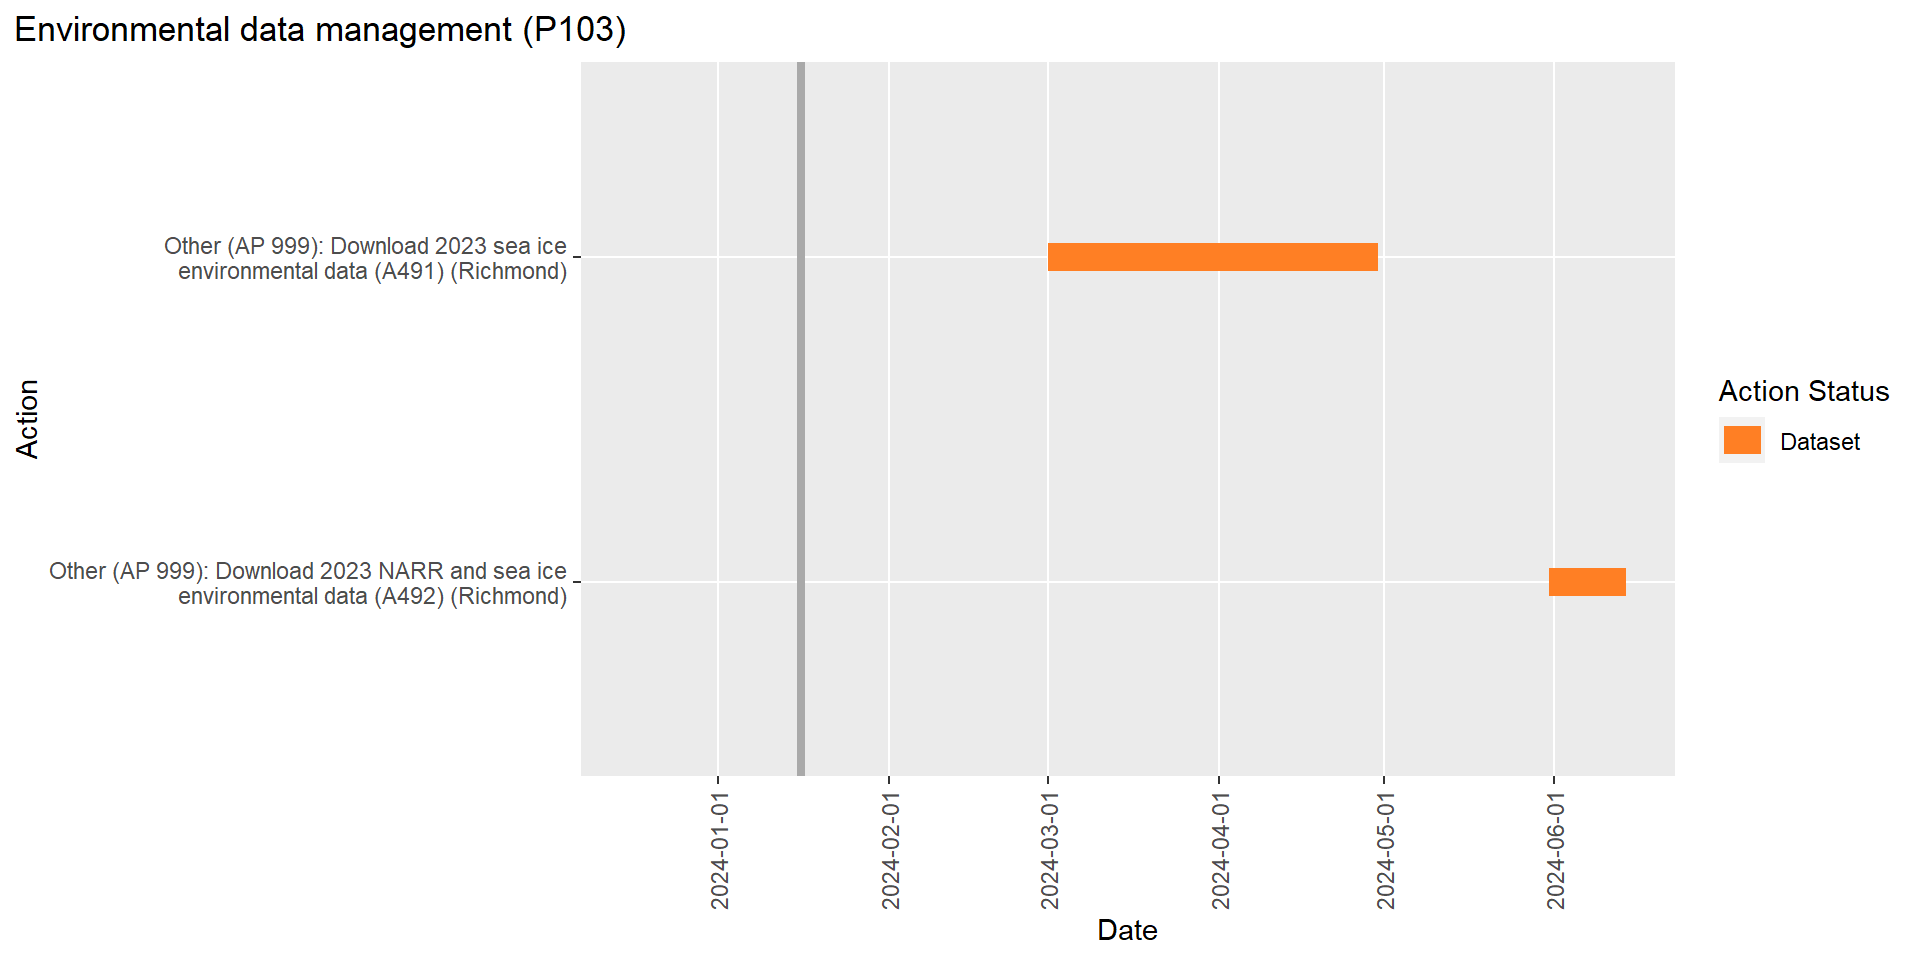 Environmental data management (P103)
Action
Other (AP 999): Download 2023 sea ice
environmental data (A491) (Richmond)
Other (AP 999): Download 2023 NARR and sea ice
environmental data (A492) (Richmond)
2024-01-01
2024-02-01
2024-03-01
2024-04-01
2024-05-01
2024-06-01
Date
Action Status
Dataset